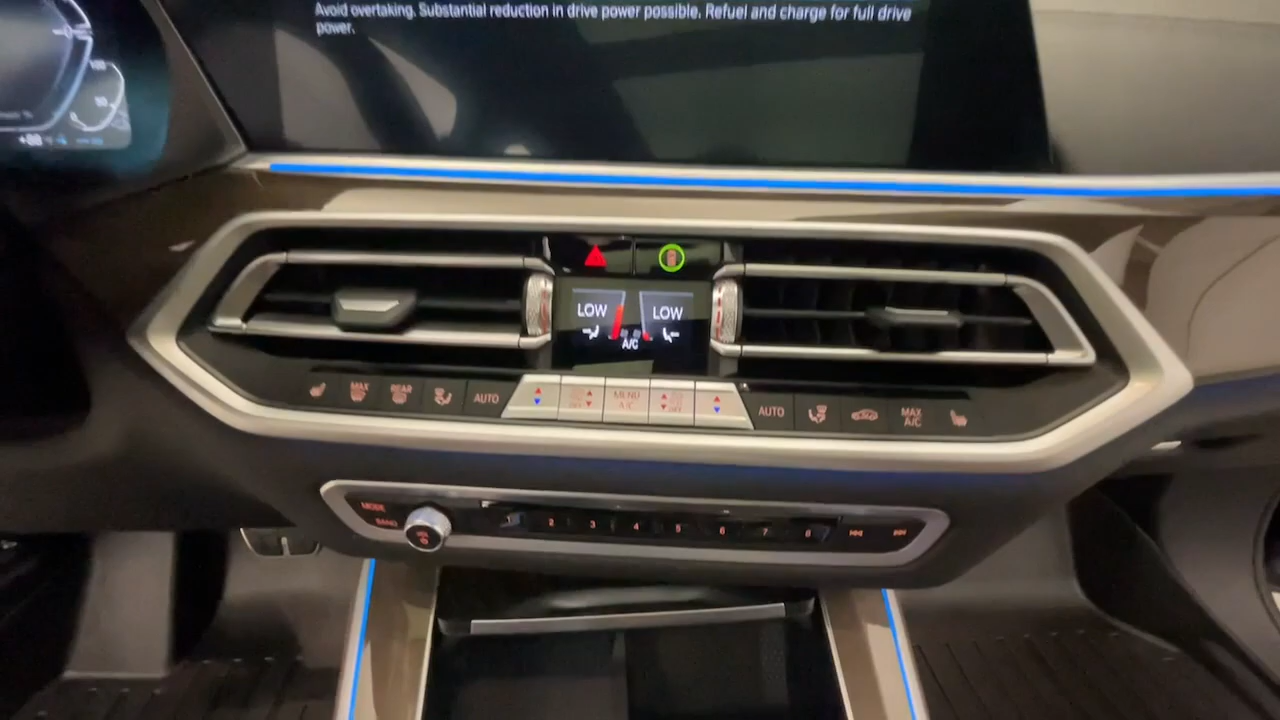 Avoid overtaking. Substantial reduction in drive power possible. Refuel and charge for full drive
power.
LOW LOW
A/C
MAX
REAR
AUTO
MENU
A/C
AUTO
MAX
A/C
MODE
BAND
2 3 4 5 6 7 8